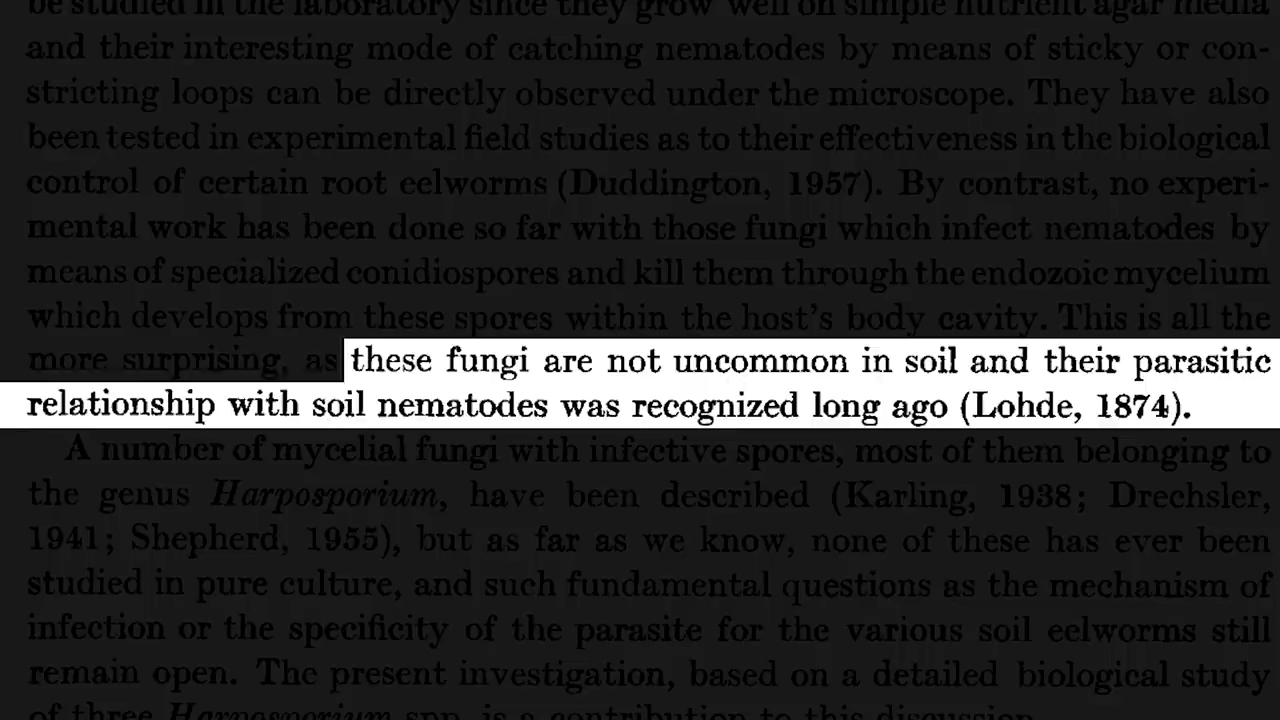 be studied in the laboratory since they grow well on simple nutrient agar media
and their interesting mode of catching nematodes by means of sticky or con-
stricting loops can be directly observed under the microscope. They have also
been tested in experimental field studies as to their effectiveness in the biological
control of certain root eelworms (Duddington, 1957). By contrast, no experi-
mental work has been done so far with those fungi which infect nematodes by
means of specialized conidiospores and kill them through the endozoic mycelium
which develops from these spores within the host's body cavity. This is all the
more surprising, as these fungi are not uncommon in soil and their parasitic
relationship with soil nematodes was recognized long ago (Lohde, 1874).
A number of mycelial fungi with infective spores, most of them belonging to
the genus Harposporium, have been described (Karling, 1938; Drechsler,
1941; Shepherd, 1955), but as far as we know, none of these has ever been
studied in pure culture, and such fundamental questions as the mechanism of
infection or the specificity of the parasite for the various soil eelworms still
remain open. The present investigation, based on a detailed biological study
of three Harposporium spp. is a contribution to this discussion.